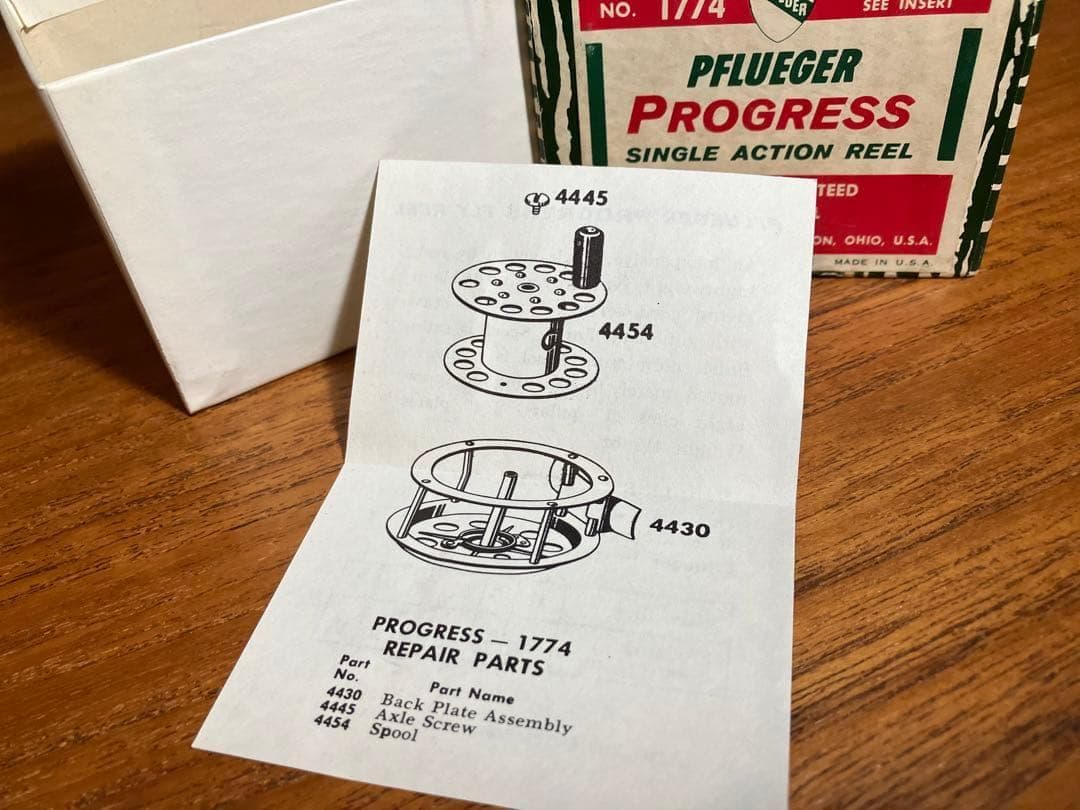 NO. 1774
SEE INSERT
PFLUEGER
PROGRESS
SINGLE ACTION REEL
TEED
ON, OHIO, U.S.A.
MADE IN U.S.A.
4445
4454
4430
PROGRESS — 1774
REPAIR PARTS
Part
No.
Part Name
4430 Back Plate Assembly
4445 Axle Screw
4454 Spool